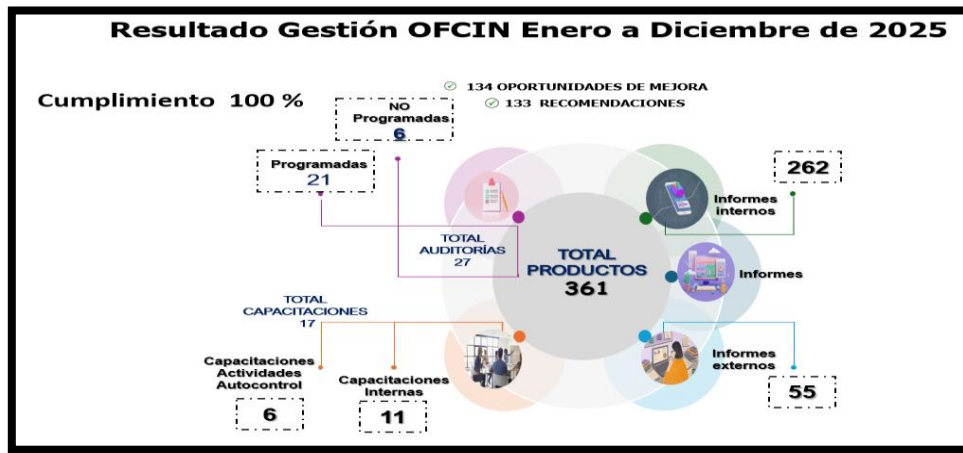 Resultado Gestión OFCIN Enero a Diciembre de 2025
Cumplimiento 100 %
134 OPORTUNIDADES DE MEJORA
133 RECOMENDACIONES
NO
Programadas
6
Programadas
21
TOTAL
AUDITORÍAS
27
TOTAL
PRODUCTOS
361
262
Informes
internos
Informes
Informes
externos
55
TOTAL
CAPACITACIONES
17
Capacitaciones
Actividades
Autocontrol
6
Capacitaciones
Internas
11